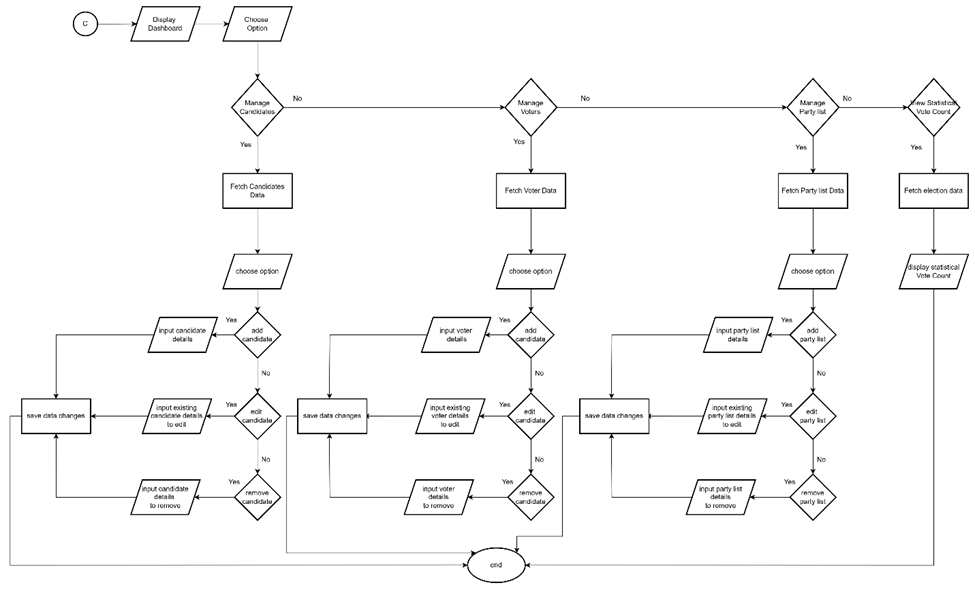 C
Display
Dashboard
Choose
Option
Manage
Candidates
No
Manage
Voters
No
Manage
Party list
No
View Statistical
Vote Count
Yes
Yes
Yes
Yes
Fetch Candidates
Data
Fetch Voter Data
Fetch Party list Data
Fetch election data
choose option
choose option
choose option
display statistical
Vote Count
input candidate
details
Yes
add
candidate
input voter
details
Yes
add
candidate
input party list
details
Yes
add
party list
No
No
No
save data changes
input existing
candidate details
to edit
Yes
edit
candidate
save data changes
input existing
voter details
to edit
Yes
edit
candidate
save data changes
input existing
party list details
to edit
Yes
edit
party list
No
No
No
input candidate
details
to remove
Yes
remove
candidate
input voter
details
to remove
Yes
remove
candidate
input party list
details
to remove
Yes
remove
party list
end